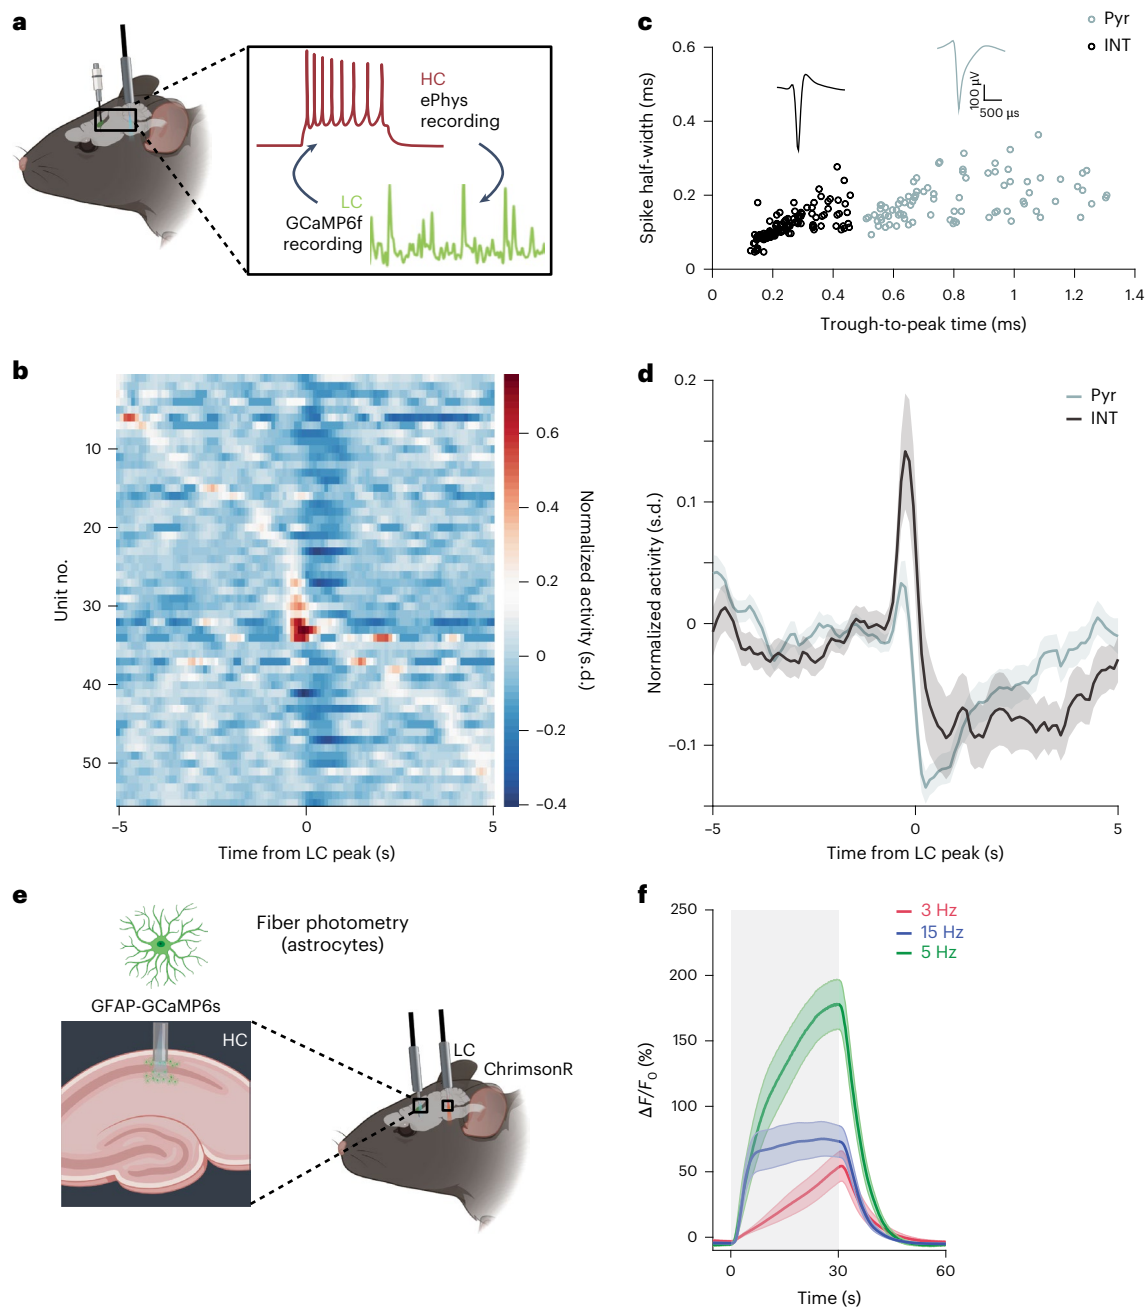 a
HC
ePhys
recording
LC
GCaMP6f
recording
b
10
20
30
40
50
Unit no.
–5
0
5
Time from LC peak (s)
0.6
0.4
0.2
0
–0.2
–0.4
Normalized activity (s.d.)
c
Pyr
INT
0.6
0.4
0.2
0
Spike half-width (ms)
100 μV
500 μs
0
0.2
0.4
0.6
0.8
1
1.2
1.4
Trough-to-peak time (ms)
d
Pyr
INT
0.2
0.1
0
–0.1
Normalized activity (s.d.)
–5
0
5
Time from LC peak (s)
e
Fiber photometry
(astrocytes)
GFAP-GCaMP6s
HC
LC
ChrimsonR
f
3 Hz
15 Hz
5 Hz
250
200
150
100
50
0
ΔF/F0 (%)
0
30
60
Time (s)